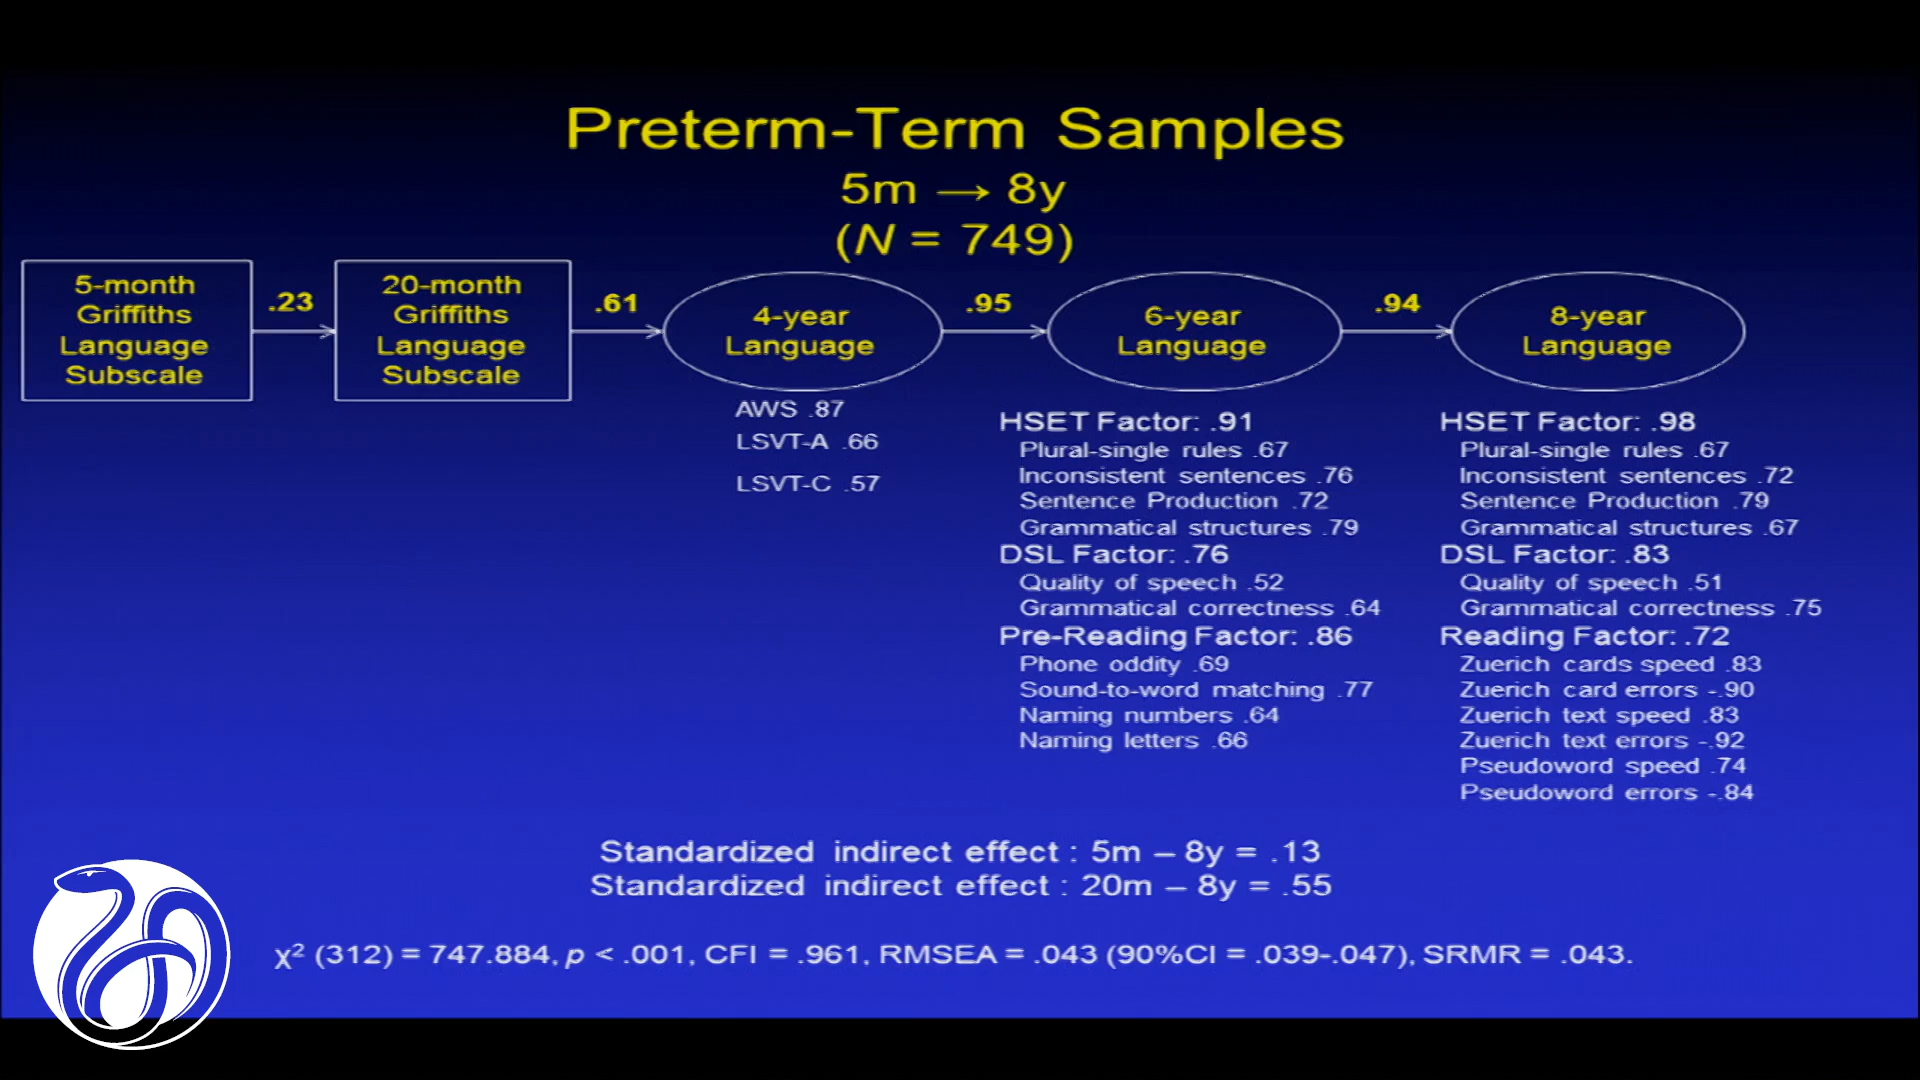 Preterm-Term Samples
5m → 8y
(N = 749)
5-month
Griffiths
Language
Subscale
.23
20-month
Griffiths
Language
Subscale
.61
4-year
Language
.95
6-year
Language
.94
8-year
Language
AWS .87
LSVT-A .66
LSVT-C .57
HSET Factor: .91
Plural-single rules .67
Inconsistent sentences .76
Sentence Production .72
Grammatical structures .79
DSL Factor: .76
Quality of speech .52
Grammatical correctness .64
Pre-Reading Factor: .86
Phone oddity .69
Sound-to-word matching .77
Naming numbers .64
Naming letters .66
HSET Factor: .98
Plural-single rules .67
Inconsistent sentences .72
Sentence Production .79
Grammatical structures .67
DSL Factor: .83
Quality of speech .51
Grammatical correctness .75
Reading Factor: .72
Zuerich cards speed .83
Zuerich card errors -.90
Zuerich text speed .83
Zuerich text errors -.92
Pseudoword speed .74
Pseudoword errors -.84
Standardized indirect effect : 5m – 8y = .13
Standardized indirect effect : 20m – 8y = .55
χ² (312) = 747.884, p < .001, CFI = .961, RMSEA = .043 (90%CI = .039-.047), SRMR = .043.